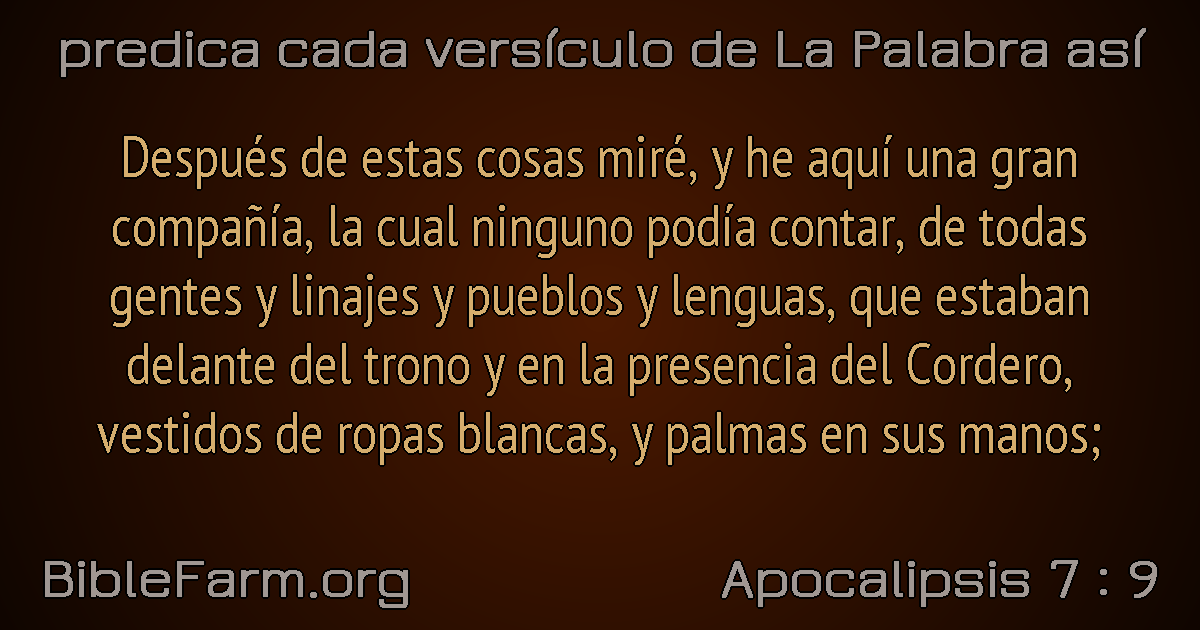 predica cada versículo de La Palabra así
Después de estas cosas miré, y he aquí una gran
compañía, la cual ninguno podía contar, de todas
gentes y linajes y pueblos y lenguas, que estaban
delante del trono y en la presencia del Cordero,
vestidos de ropas blancas, y palmas en sus manos;
BibleFarm.org
Apocalipsis 7 : 9